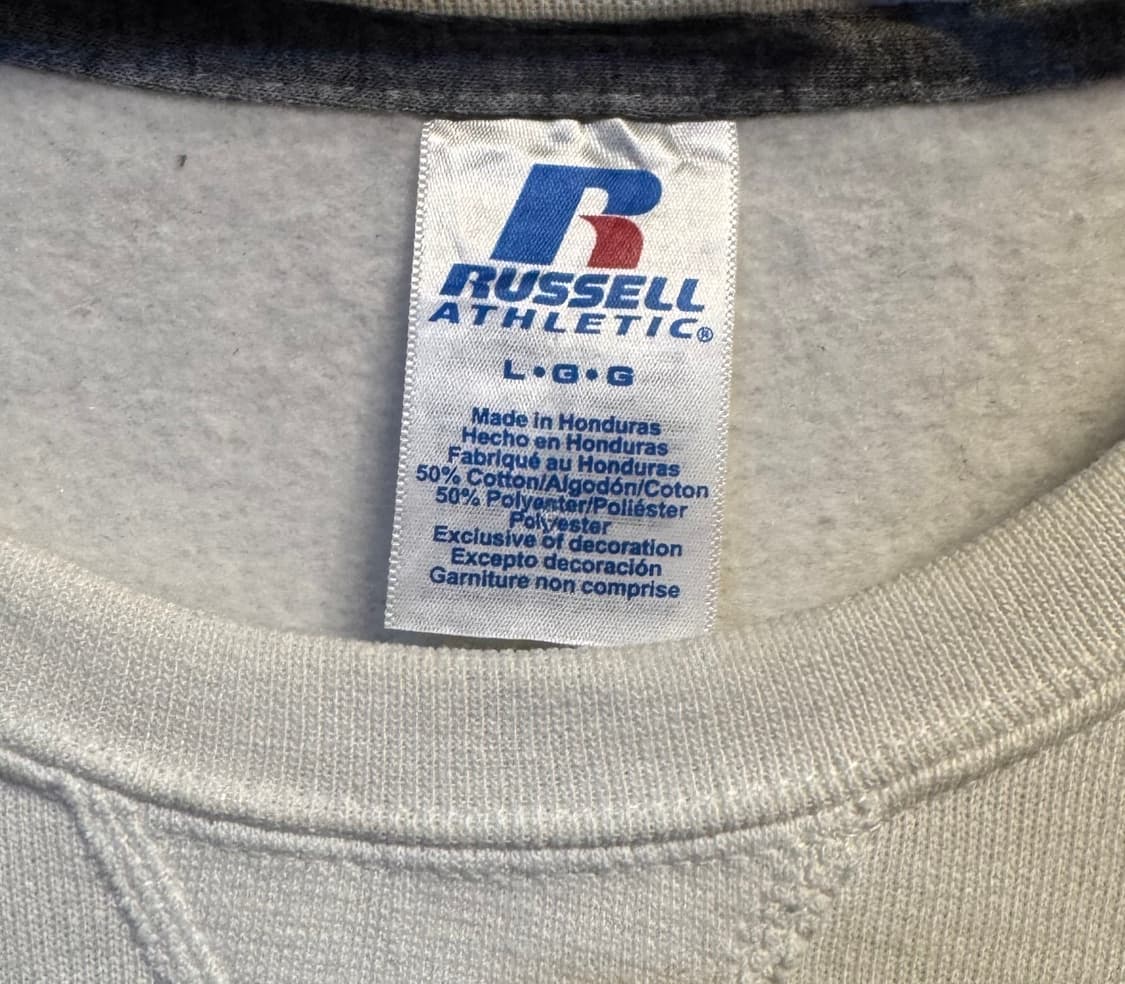 R
RUSSELL
ATHLETIC®
L•G•G
Made in Honduras
Hecho en Honduras
Fabriqué au Honduras
50% Cotton/Algodón/Coton
50% Polyester/Poliéster
Polyester
Exclusive of decoration
Excepto decoración
Garniture non comprise